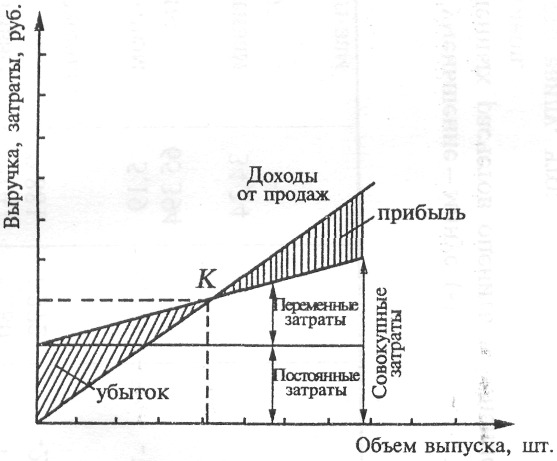 Выручка, затраты, руб.
Доходы
от продаж
прибыль
K
Переменные
затраты
Совокупные
затраты
Постоянные
затраты
убыток
Объем выпуска, шт.